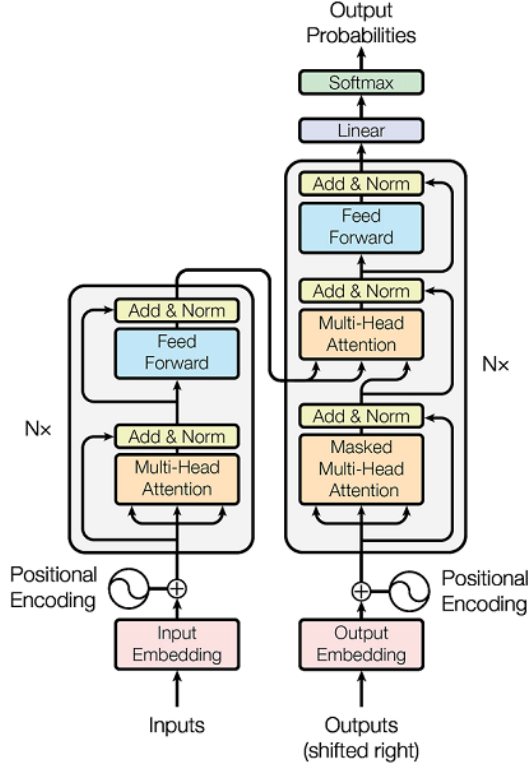 Output
Probabilities
Softmax
Linear
Add & Norm
Feed
Forward
Add & Norm
Multi-Head
Attention
Nx
Add & Norm
Masked
Multi-Head
Attention
Positional
Encoding
Output
Embedding
Outputs
(shifted right)
Add & Norm
Feed
Forward
Nx
Add & Norm
Multi-Head
Attention
Positional
Encoding
Input
Embedding
Inputs